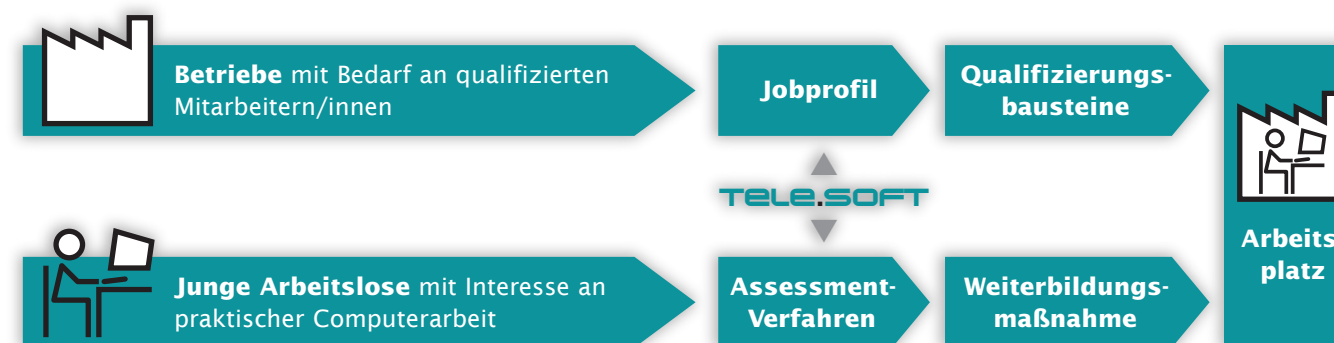 Betriebe mit Bedarf an qualifizierten
Mitarbeitern/innen
Jobprofil
Qualifizierungs-
bausteine
TELE.SOFT
Junge Arbeitslose mit Interesse an
praktischer Computerarbeit
Assessment-
Verfahren
Weiterbildungs-
maßnahme
Arbeits
platz